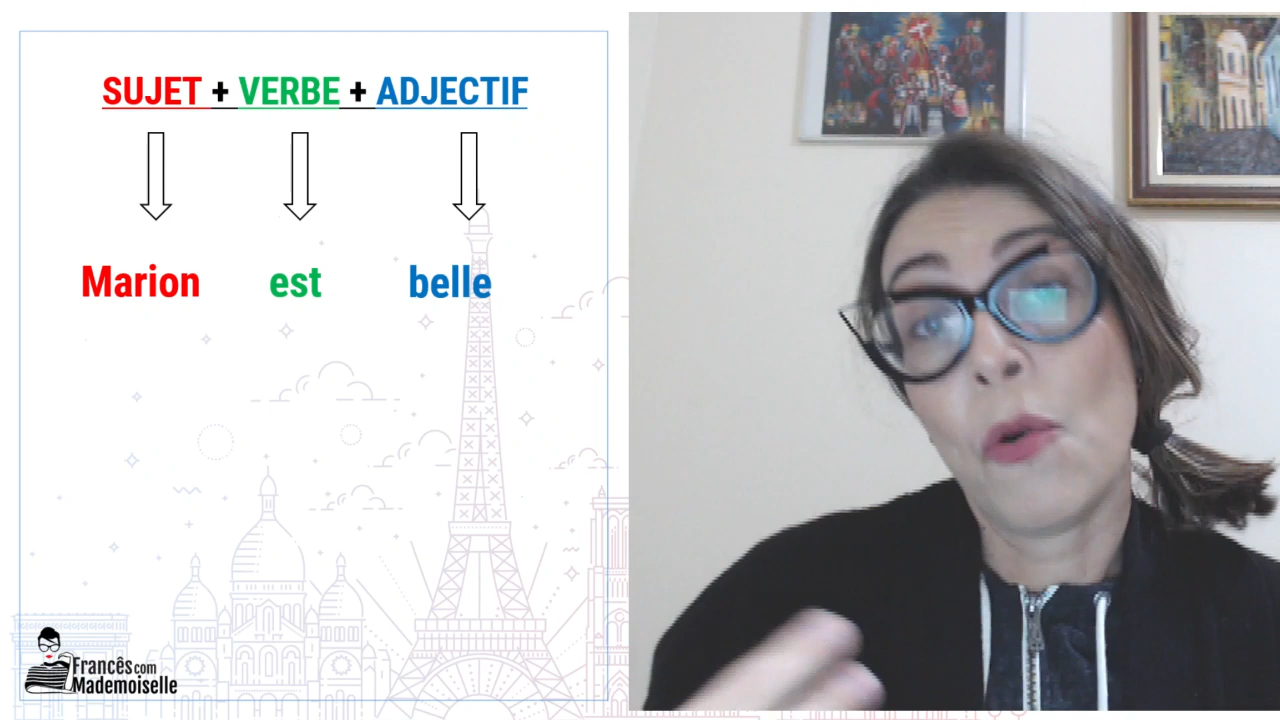 SUJET + VERBE + ADJECTIF
Marion est belle
Francês com
Mademoiselle